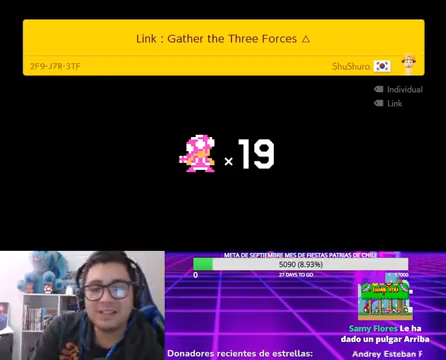 Link : Gather the Three Forces △
2F9-J7R-3TF
ShuShuro
Individual
Link
× 19
META DE SEPTIEMBRE MES DE FIESTAS PATRIAS DE CHILE
5090 (8.93%)
0
57000
27 DAYS TO GO
Samy Flores Le ha
dado un pulgar Arriba
Donadores recientes de estrellas:
Andrey Esteban